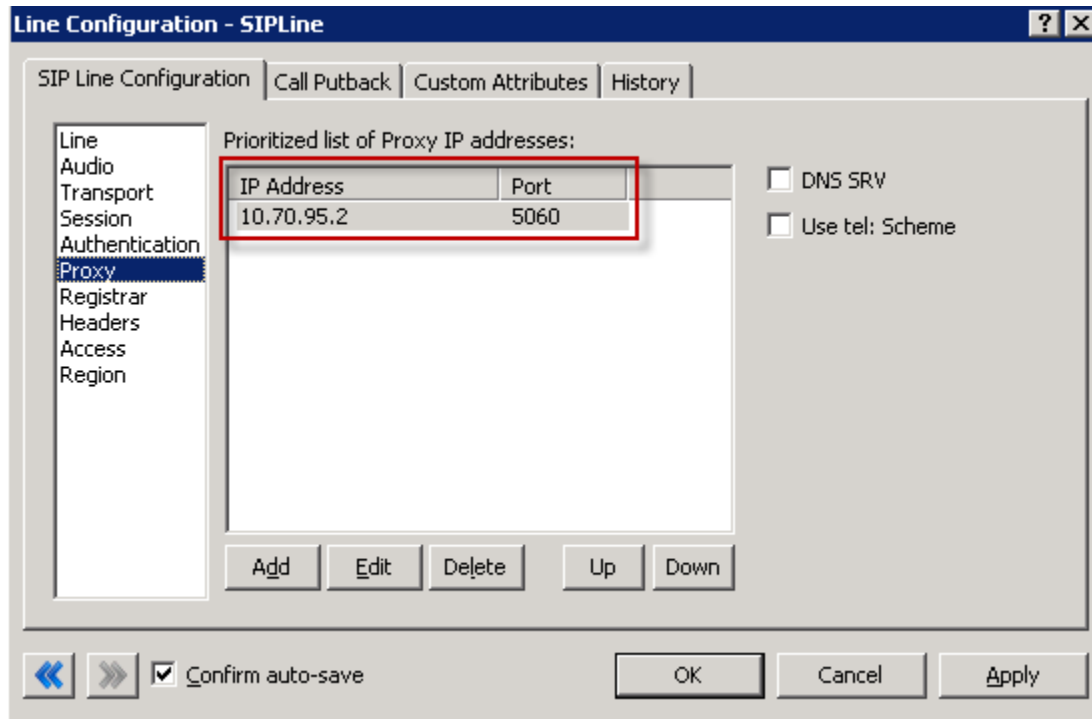 Line Configuration - SIPLine
SIP Line Configuration
Call Putback
Custom Attributes
History
Line
Audio
Transport
Session
Authentication
Proxy
Registrar
Headers
Access
Region
Prioritized list of Proxy IP addresses:
IP Address Port
10.70.95.2 5060
DNS SRV
Use tel: Scheme
Add Edit Delete Up Down
Confirm auto-save
OK Cancel Apply